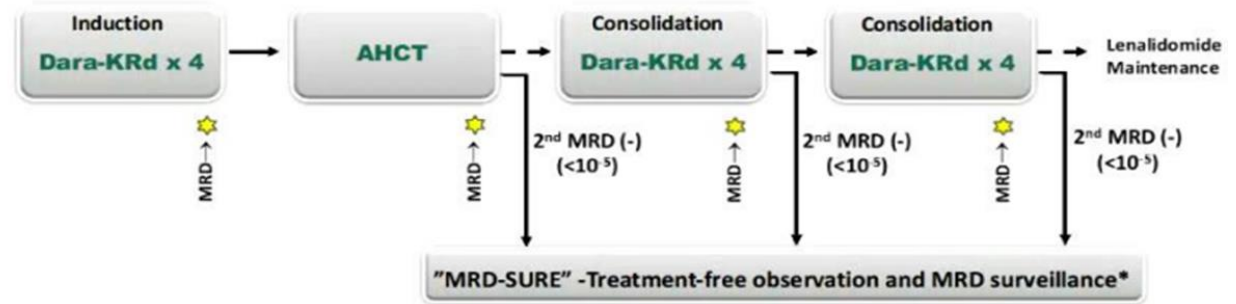 Induction
Dara-KRd x 4
AHCT
Consolidation
Dara-KRd x 4
Consolidation
Dara-KRd x 4
Lenalidomide
Maintenance
MRD→
MRD→
2nd MRD (-)
(<10-5)
MRD→
2nd MRD (-)
(<10-5)
MRD→
2nd MRD (-)
(<10-5)
”MRD-SURE” -Treatment-free observation and MRD surveillance*